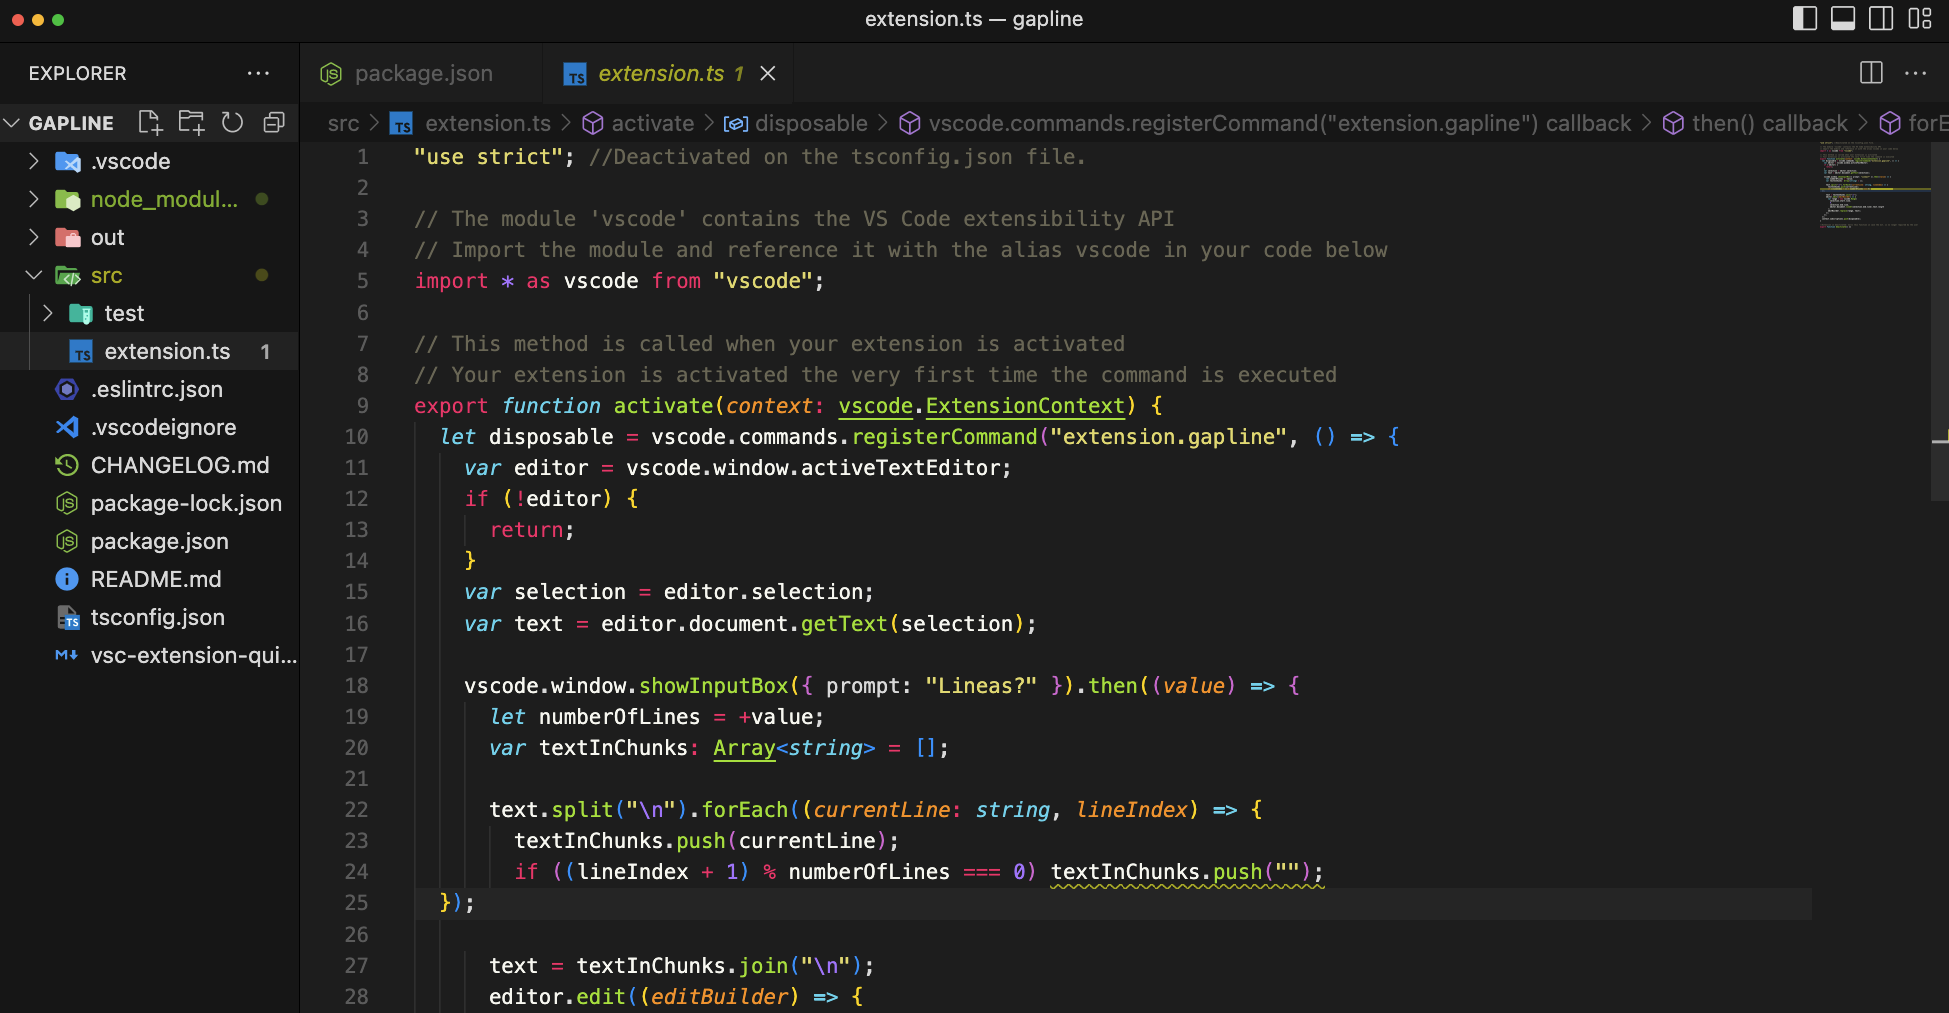 extension.ts — gapline
EXPLORER
GAPLINE
.vscode
node_modul...
out
src
test
extension.ts 1
.eslintrc.json
.vscodeignore
CHANGELOG.md
package-lock.json
package.json
README.md
tsconfig.json
vsc-extension-qui...
package.json
extension.ts 1
src > extension.ts > activate > disposable > vscode.commands.registerCommand("extension.gapline") callback > then() callback > forE
1 "use strict"; //Deactivated on the tsconfig.json file.
2
3 // The module 'vscode' contains the VS Code extensibility API
4 // Import the module and reference it with the alias vscode in your code below
5 import * as vscode from "vscode";
6
7 // This method is called when your extension is activated
8 // Your extension is activated the very first time the command is executed
9 export function activate(context: vscode.ExtensionContext) {
10 let disposable = vscode.commands.registerCommand("extension.gapline", () => {
11 var editor = vscode.window.activeTextEditor;
12 if (!editor) {
13 return;
14 }
15 var selection = editor.selection;
16 var text = editor.document.getText(selection);
17
18 vscode.window.showInputBox({ prompt: "Lineas?" }).then((value) => {
19 let numberOfLines = +value;
20 var textInChunks: Array<string> = [];
21
22 text.split("\n").forEach((currentLine: string, lineIndex) => {
23 textInChunks.push(currentLine);
24 if ((lineIndex + 1) % numberOfLines === 0) textInChunks.push("");
25 });
26
27 text = textInChunks.join("\n");
28 editor.edit((editBuilder) => {